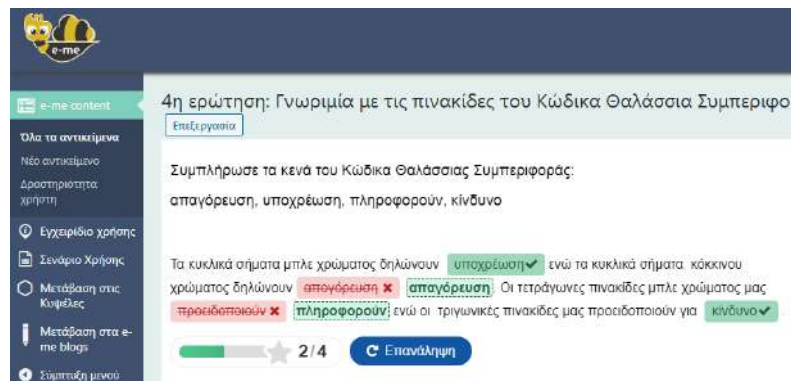 e-me
e-me content
Όλα τα αντικείμενα
Νέο αντικείμενο
Δραστηριότητα
χρήστη
Εγχειρίδιο χρήσης
Σενάριο Χρήσης
Μετάβαση στις
Κυψέλες
Μετάβαση στα e-
me blogs
Σύμπτυξη μενού
4η ερώτηση: Γνωριμία με τις πινακίδες του Κώδικα Θαλάσσια Συμπεριφο
Επεξεργασία
Συμπλήρωσε τα κενά του Κώδικα Θαλάσσιας Συμπεριφοράς:
απαγόρευση, υποχρέωση, πληροφορούν, κίνδυνο
Τα κυκλικά σήματα μπλε χρώματος δηλώνουν υποχρέωση✔ ενώ τα κυκλικά σήματα κόκκινου
χρώματος δηλώνουν απογόρευση ✖ απαγόρευση Οι τετράγωνες πινακίδες μπλε χρώματος μας
προειδοποιούν ✖ πληροφορούν ενώ οι τριγωνικές πινακίδες μας προειδοποιούν για κίνδυνο✔
2/4 Επανάληψη